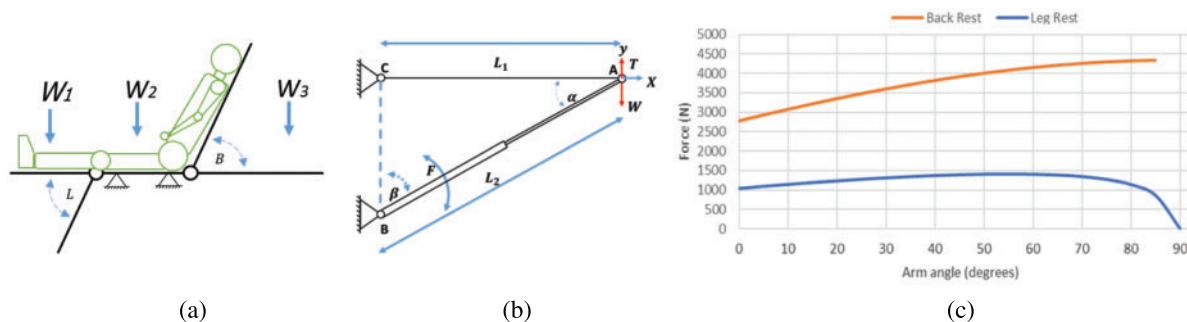 W1
W2
W3
B
L
(a)
L1
C
A
y
T
X
W
α
F
L2
β
B
(b)
Back Rest
Leg Rest
Force (N)
5000
4500
4000
3500
3000
2500
2000
1500
1000
500
0
0 10 20 30 40 50 60 70 80 90
Arm angle (degrees)
(c)